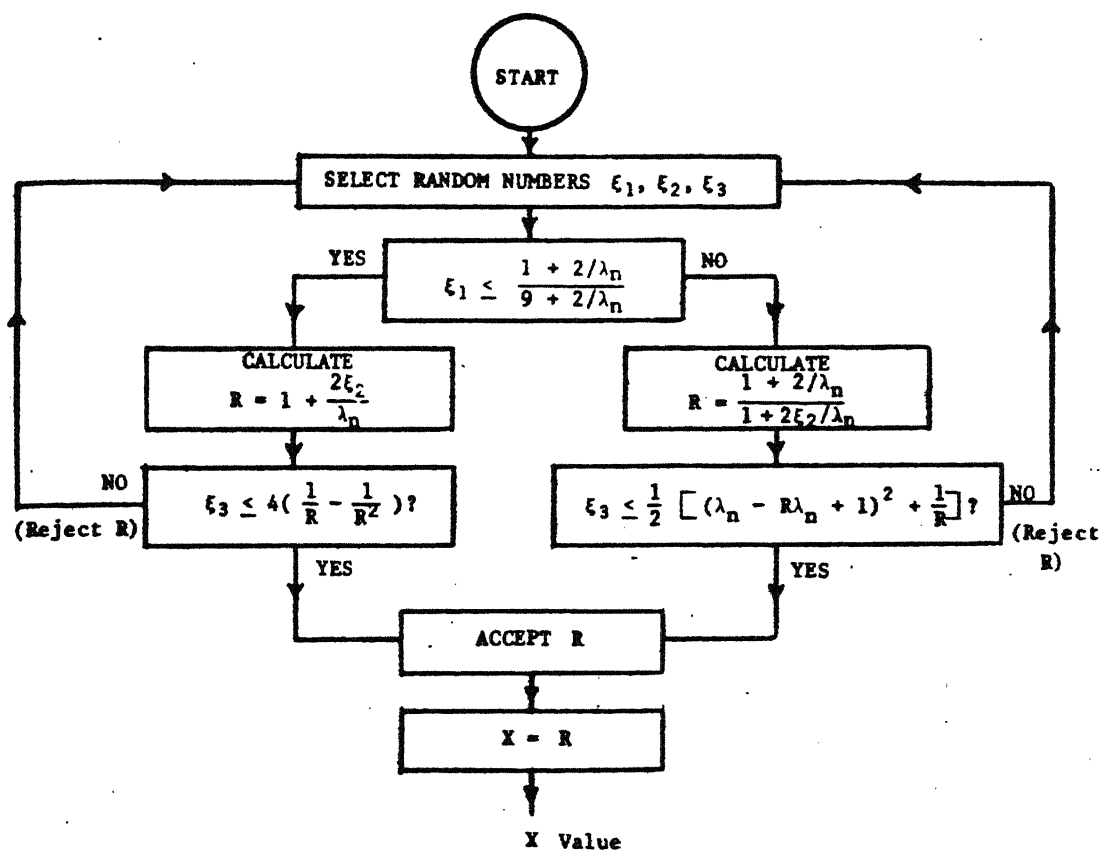 START
SELECT RANDOM NUMBERS ξ₁, ξ₂, ξ₃
YES
ξ₁ ≤ (1 + 2/λₙ)/(9 + 2/λₙ)
NO
CALCULATE
R = 1 + 2ξ₂/λₙ
CALCULATE
R = (1 + 2/λₙ)/(1 + 2ξ₂/λₙ)
NO
(Reject R)
ξ₃ ≤ 4( 1/R - 1/R² )?
ξ₃ ≤ 1/2 [(λₙ - Rλₙ + 1)² + 1/R]?
NO
(Reject
R)
YES
YES
ACCEPT R
X = R
X Value